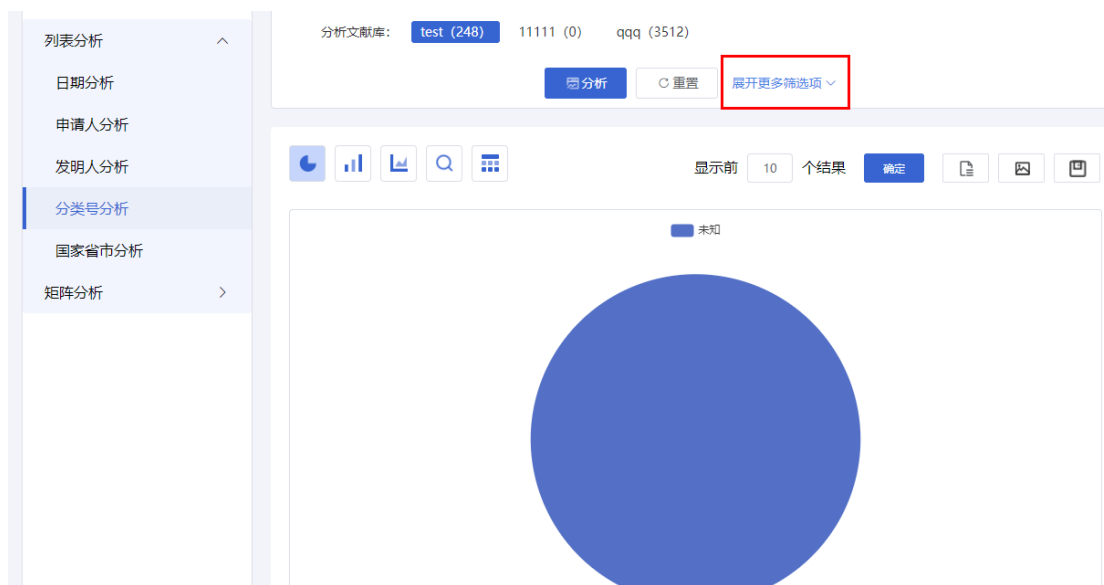 列表分析
日期分析
申请人分析
发明人分析
分类号分析
国家省市分析
矩阵分析
分析文献库： test（248） 11111（0） qqq（3512）
分析 重置 展开更多筛选项
显示前 10 个结果 确定
未知